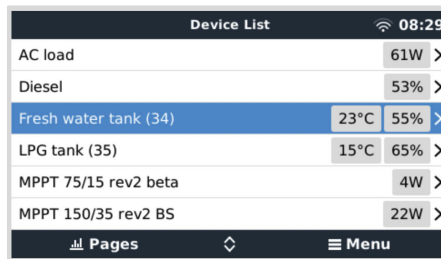 Device List 08:29
AC load 61W
Diesel 53%
Fresh water tank (34) 23°C 55%
LPG tank (35) 15°C 65%
MPPT 75/15 rev2 beta 4W
MPPT 150/35 rev2 BS 22W
Pages Menu